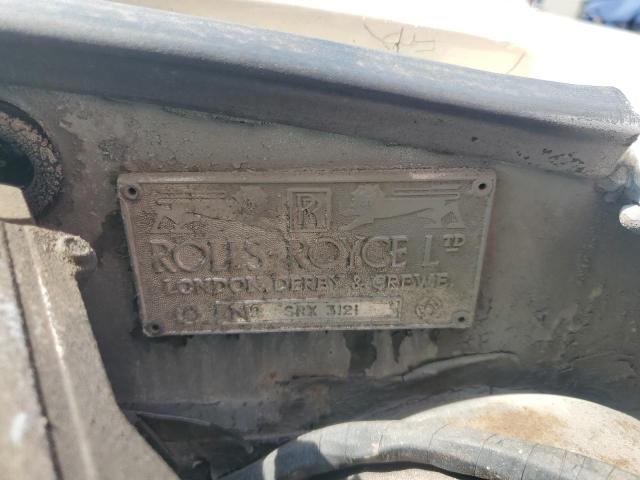 RR
ROLLS-ROYCE LTD
LONDON, DERBY & CREWE
Nº SRX 3121